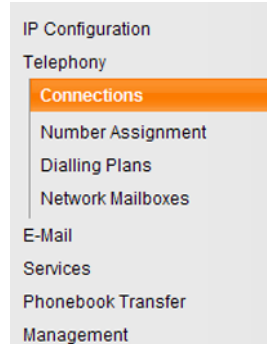 IP Configuration
Telephony
Connections
Number Assignment
Dialling Plans
Network Mailboxes
E-Mail
Services
Phonebook Transfer
Management